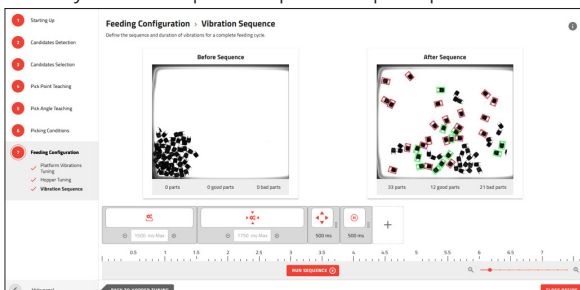 1 Starting Up
2 Candidates Detection
3 Candidates Selection
4 Pick Point Teaching
5 Pick Angle Teaching
6 Picking Conditions
7 Feeding Configuration
Platform Vibrations
Tuning
Hopper Tuning
Vibration Sequence
Feeding Configuration > Vibration Sequence
Define the sequence and duration of vibrations for a complete feeding cycle.
Before Sequence
0 parts 0 good parts 0 bad parts
After Sequence
33 parts 12 good parts 21 bad parts
1500 ms Max
1750 ms Max
500 ms
500 ms
+
0.5 1 1.5 2 2.5 3 3.5 4 4.5 5 5.5 6 6.5 7
RUN SEQUENCE
BACK TO HOPPER TUNING